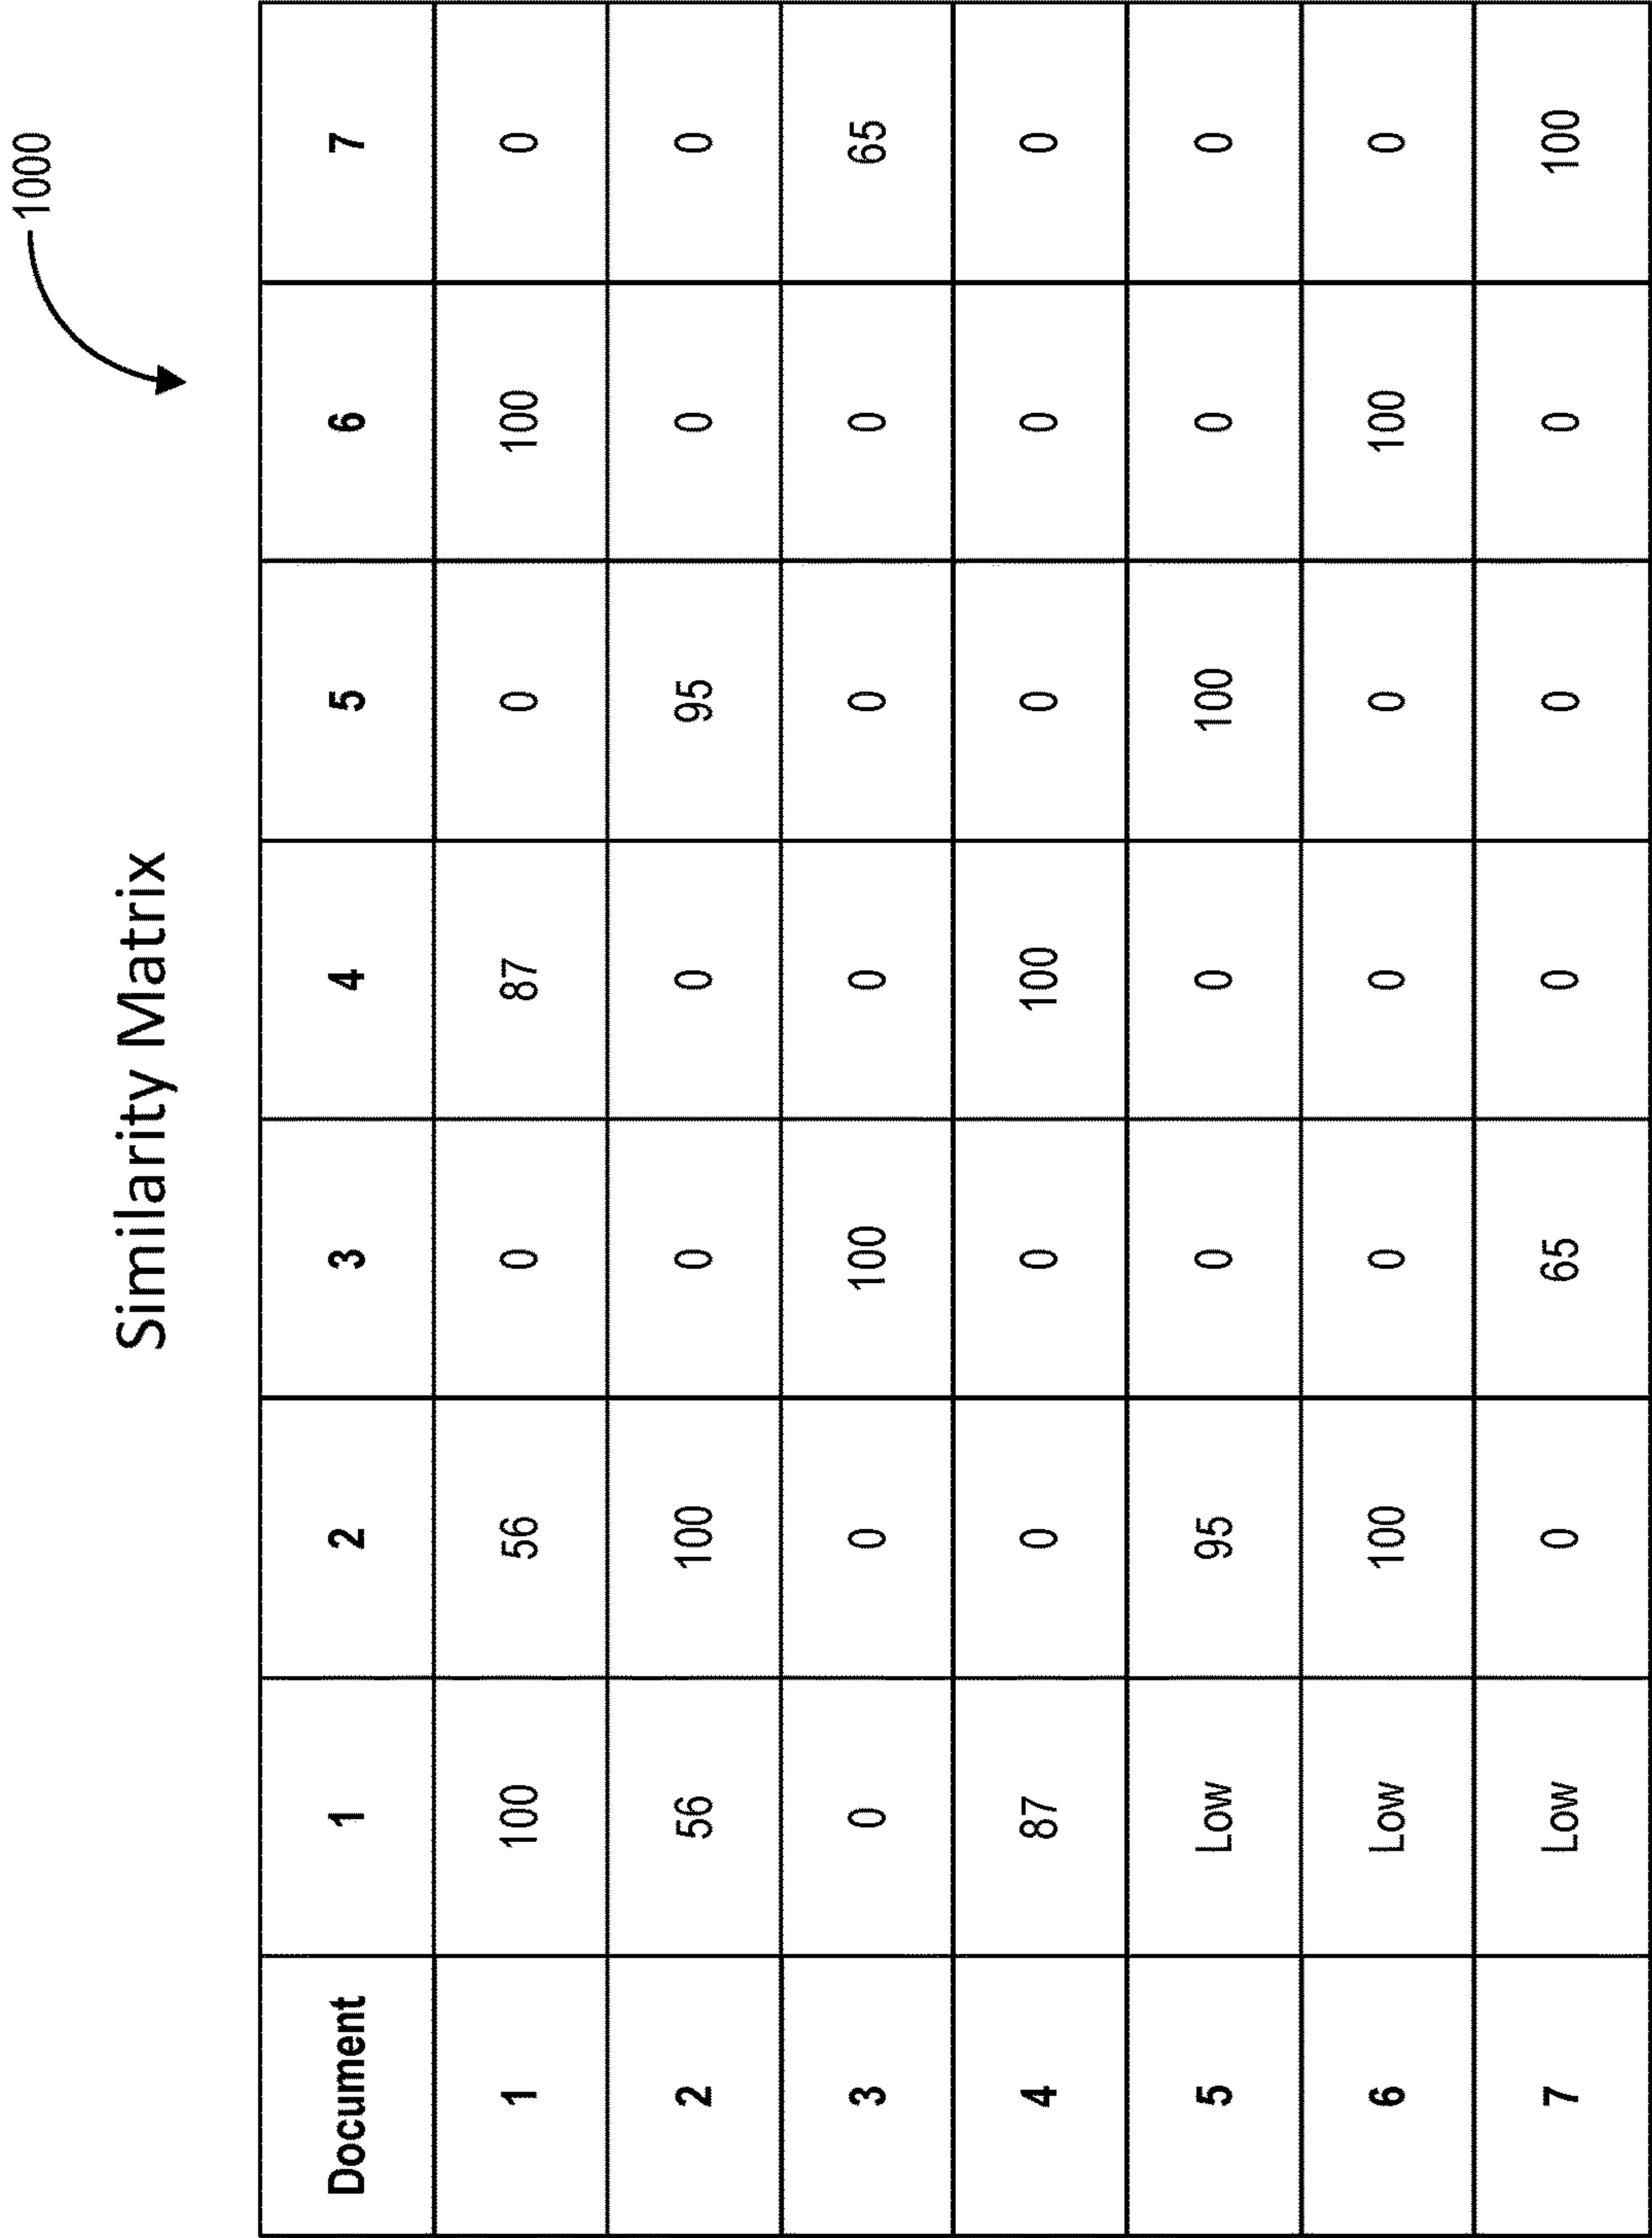 1000
Similarity Matrix
Document 1 2 3 4 5 6 7
1 100 56 0 87 0 100 0
2 56 100 0 0 95 0 0
3 0 0 100 0 0 0 65
4 87 0 0 100 0 0 0
5 Low 95 0 0 100 0 0
6 Low 100 0 0 0 100 0
7 Low 0 65 0 0 0 100